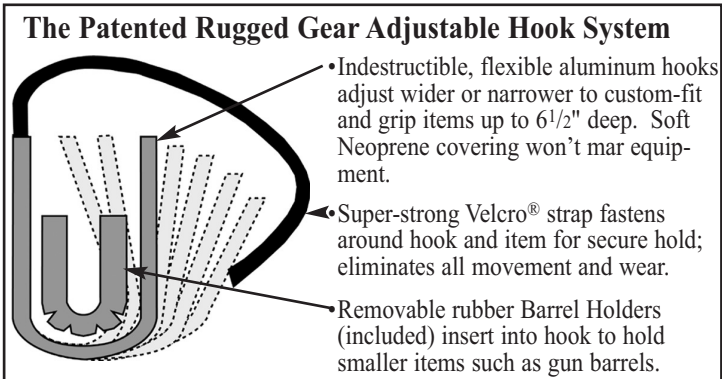 The Patented Rugged Gear Adjustable Hook System
•Indestructible, flexible aluminum hooks
adjust wider or narrower to custom-fit
and grip items up to 6 1/2" deep. Soft
Neoprene covering won't mar equip-
ment.
•Super-strong Velcro® strap fastens
around hook and item for secure hold;
eliminates all movement and wear.
•Removable rubber Barrel Holders
(included) insert into hook to hold
smaller items such as gun barrels.